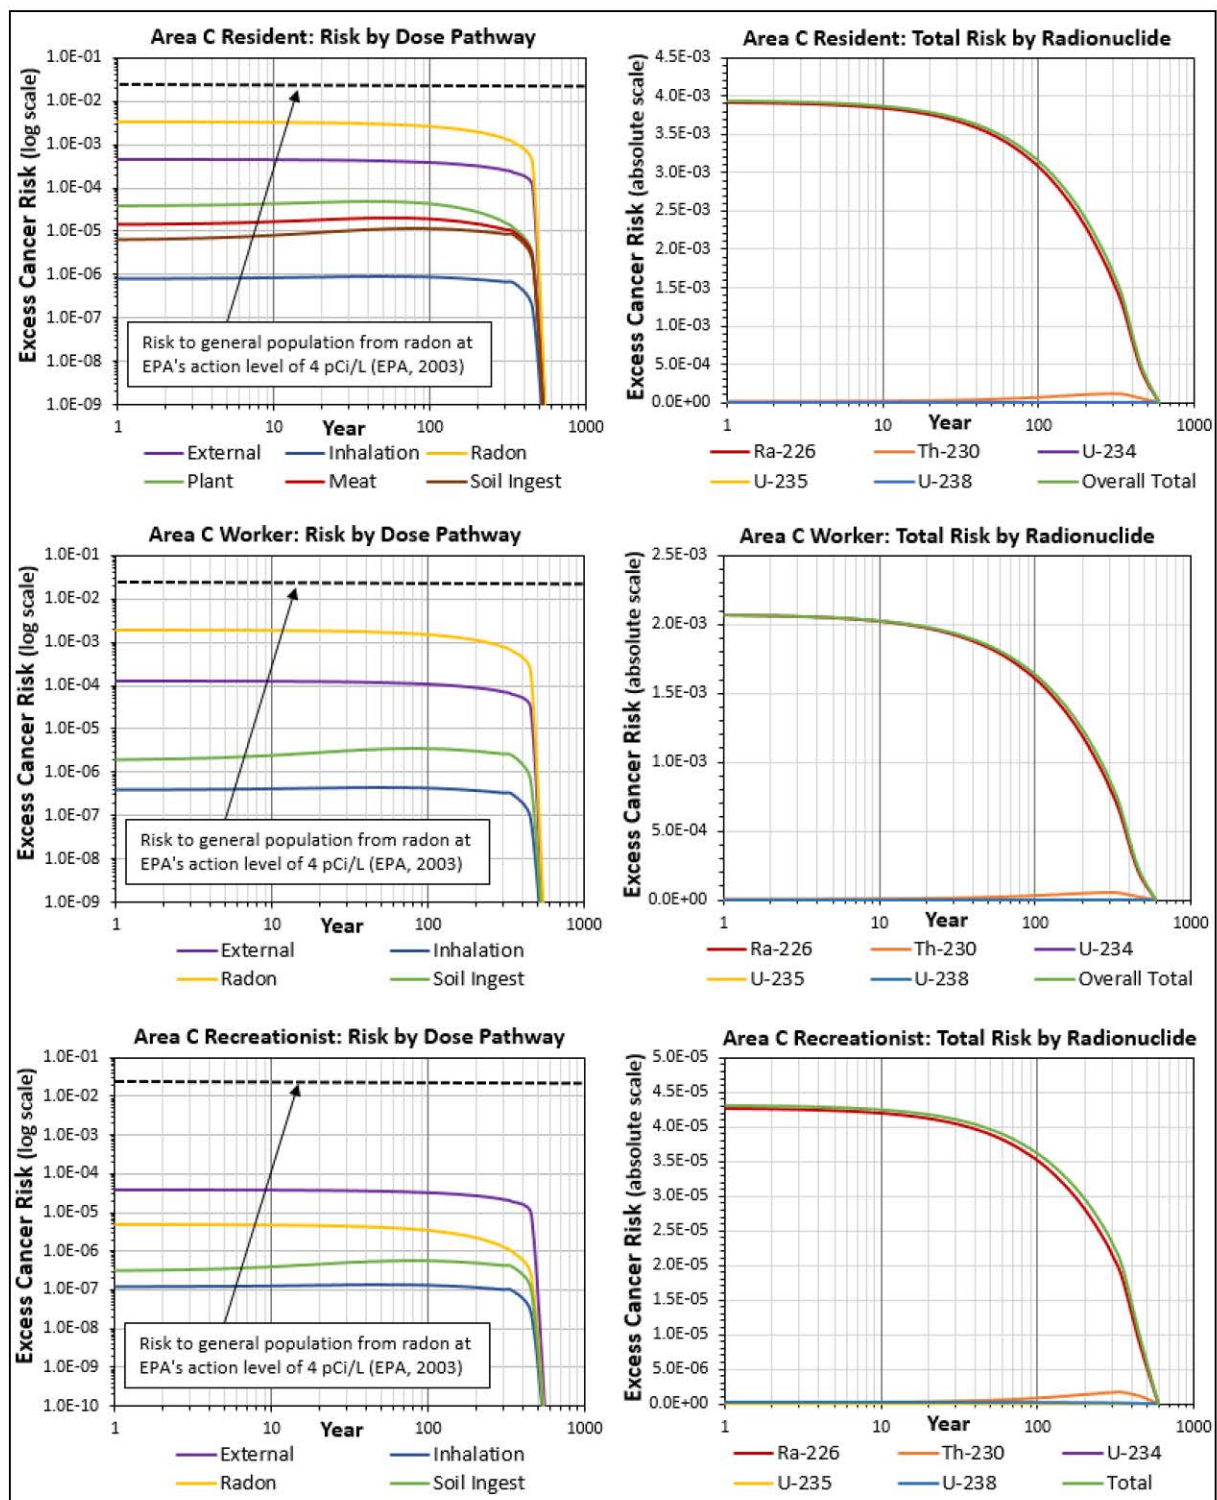 Area C Resident: Risk by Dose Pathway
Excess Cancer Risk (log scale)
1.0E-01
1.0E-02
1.0E-03
1.0E-04
1.0E-05
1.0E-06
1.0E-07
1.0E-08
1.0E-09
Risk to general population from radon at
EPA's action level of 4 pCi/L (EPA, 2003)
1 10 100 1000
Year
External Inhalation Radon
Plant Meat Soil Ingest
Area C Resident: Total Risk by Radionuclide
Excess Cancer Risk (absolute scale)
4.5E-03
4.0E-03
3.5E-03
3.0E-03
2.5E-03
2.0E-03
1.5E-03
1.0E-03
5.0E-04
0.0E+00
1 10 100 1000
Year
Ra-226 Th-230 U-234
U-235 U-238 Overall Total
Area C Worker: Risk by Dose Pathway
Excess Cancer Risk (log scale)
1.0E-01
1.0E-02
1.0E-03
1.0E-04
1.0E-05
1.0E-06
1.0E-07
1.0E-08
1.0E-09
Risk to general population from radon at
EPA's action level of 4 pCi/L (EPA, 2003)
1 10 100 1000
Year
External Inhalation
Radon Soil Ingest
Area C Worker: Total Risk by Radionuclide
Excess Cancer Risk (absolute scale)
2.5E-03
2.0E-03
1.5E-03
1.0E-03
5.0E-04
0.0E+00
1 10 100 1000
Year
Ra-226 Th-230 U-234
U-235 U-238 Overall Total
Area C Recreationist: Risk by Dose Pathway
Excess Cancer Risk (log scale)
1.0E-01
1.0E-02
1.0E-03
1.0E-04
1.0E-05
1.0E-06
1.0E-07
1.0E-08
1.0E-09
1.0E-10
Risk to general population from radon at
EPA's action level of 4 pCi/L (EPA, 2003)
1 10 100 1000
Year
External Inhalation
Radon Soil Ingest
Area C Recreationist: Total Risk by Radionuclide
Excess Cancer Risk (absolute scale)
5.0E-05
4.5E-05
4.0E-05
3.5E-05
3.0E-05
2.5E-05
2.0E-05
1.5E-05
1.0E-05
5.0E-06
0.0E+00
1 10 100 1000
Year
Ra-226 Th-230 U-234
U-235 U-238 Total